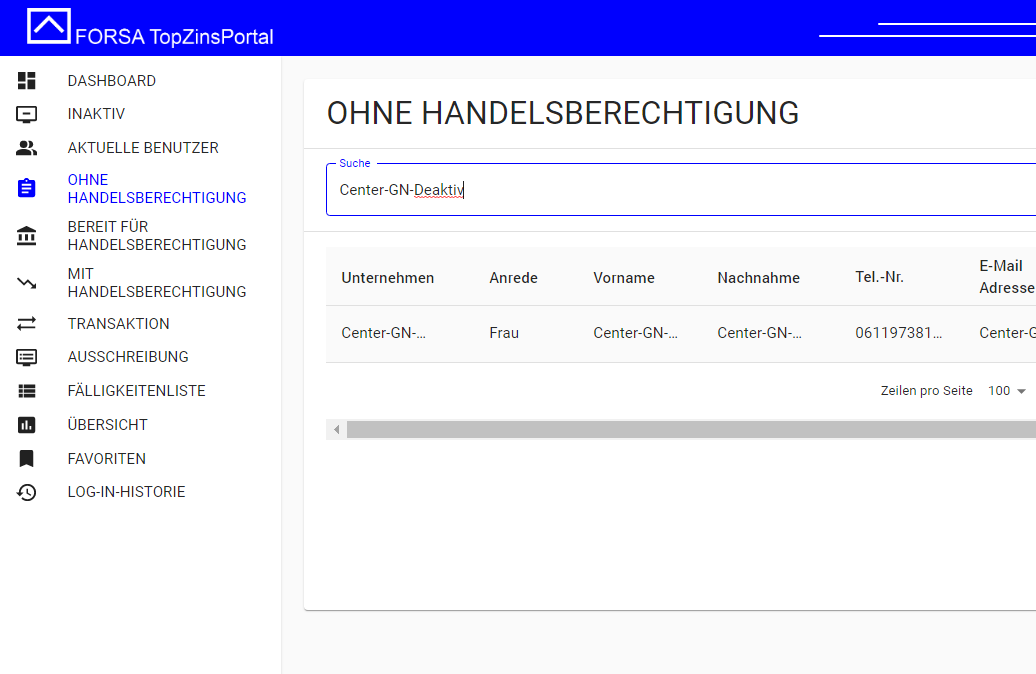 FORSA TopZinsPortal
DASHBOARD
INAKTIV
AKTUELLE BENUTZER
OHNE
HANDELSBERECHTIGUNG
BEREIT FÜR
HANDELSBERECHTIGUNG
MIT
HANDELSBERECHTIGUNG
TRANSAKTION
AUSSCHREIBUNG
FÄLLIGKEITENLISTE
ÜBERSICHT
FAVORITEN
LOG-IN-HISTORIE
OHNE HANDELSBERECHTIGUNG
Suche
Center-GN-Deaktiv
Unternehmen Anrede Vorname Nachnahme Tel.-Nr. E-Mail
Adresse
Center-GN-... Frau Center-GN-... Center-GN-... 061197381... Center-G
Zeilen pro Seite 100